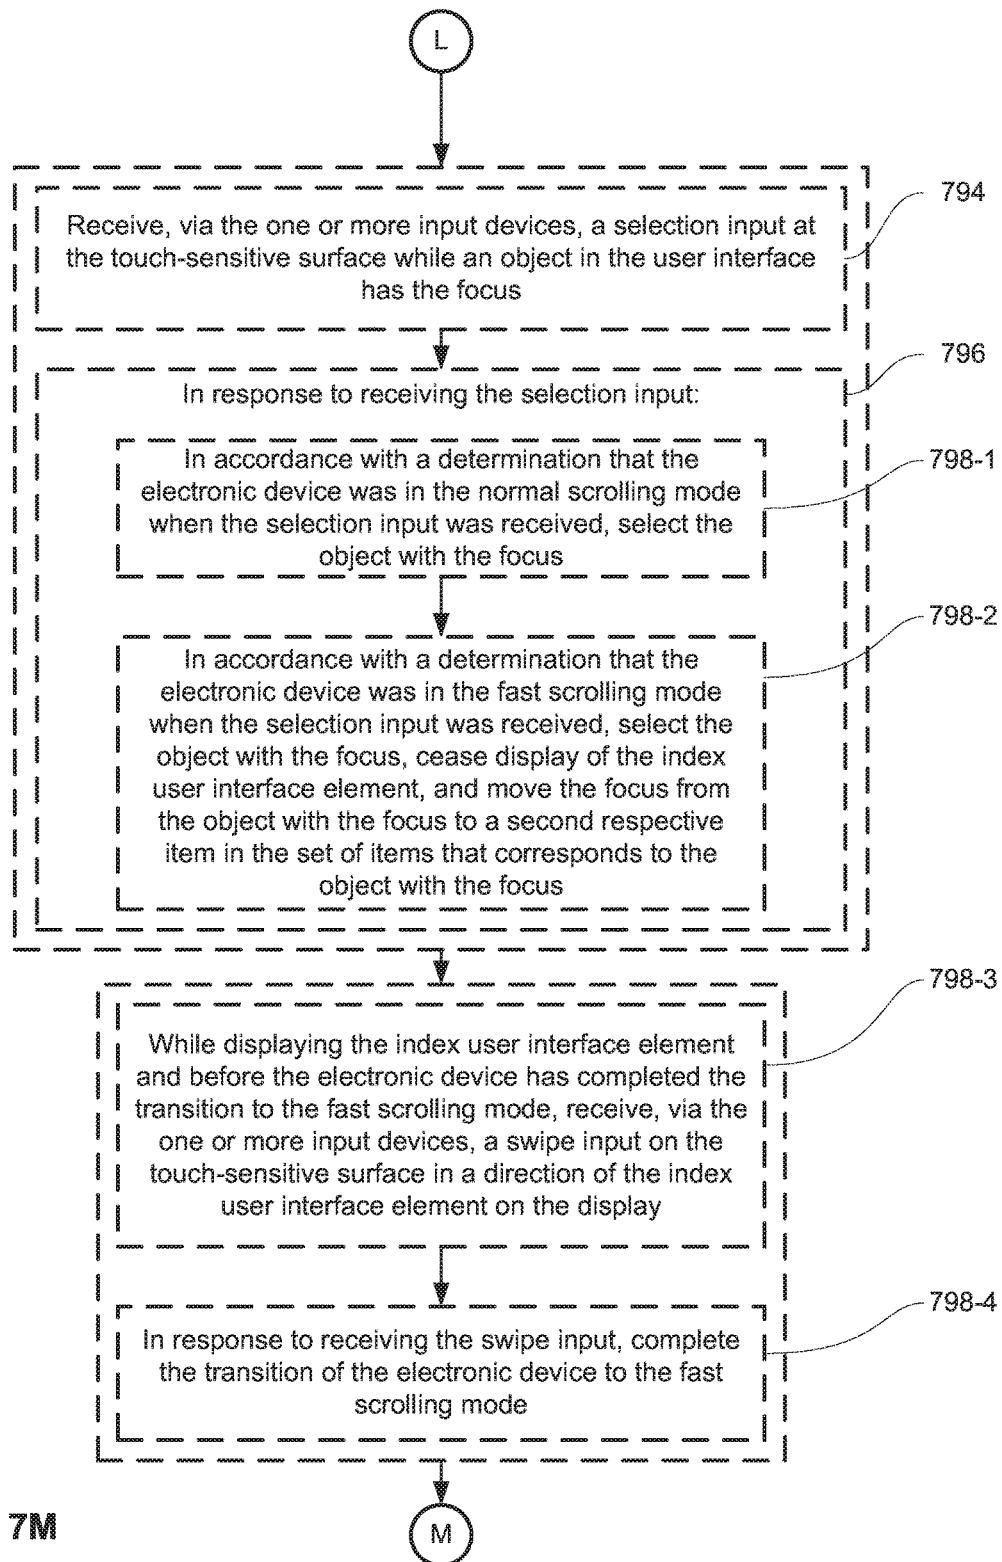 L
794
Receive, via the one or more input devices, a selection input at
the touch-sensitive surface while an object in the user interface
has the focus
796
In response to receiving the selection input:
798-1
In accordance with a determination that the
electronic device was in the normal scrolling mode
when the selection input was received, select the
object with the focus
798-2
In accordance with a determination that the
electronic device was in the fast scrolling mode
when the selection input was received, select the
object with the focus, cease display of the index
user interface element, and move the focus from
the object with the focus to a second respective
item in the set of items that corresponds to the
object with the focus
798-3
While displaying the index user interface element
and before the electronic device has completed the
transition to the fast scrolling mode, receive, via the
one or more input devices, a swipe input on the
touch-sensitive surface in a direction of the index
user interface element on the display
798-4
In response to receiving the swipe input, complete
the transition of the electronic device to the fast
scrolling mode
7M
M